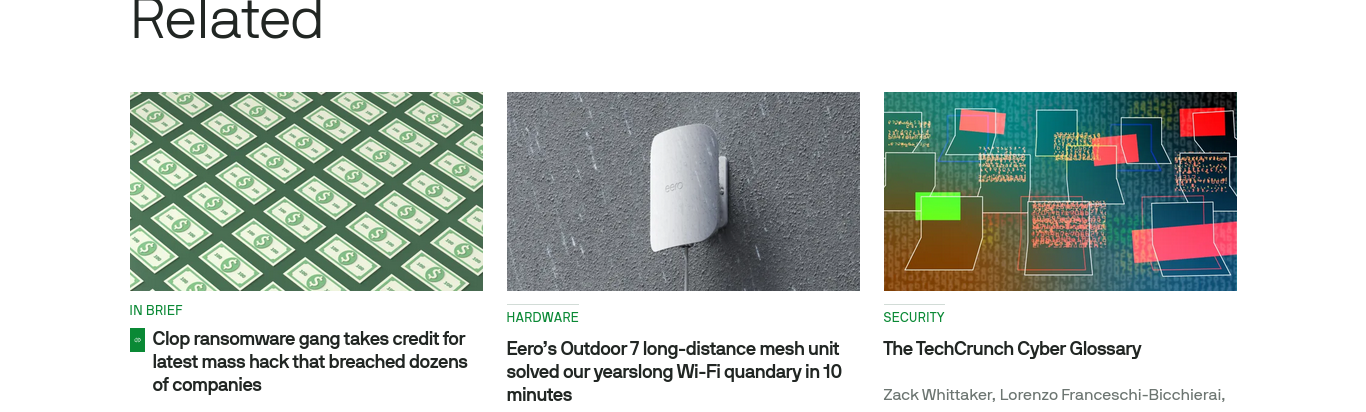 Related
IN BRIEF
Clop ransomware gang takes credit for
latest mass hack that breached dozens
of companies
eero
HARDWARE
Eero’s Outdoor 7 long-distance mesh unit
solved our yearslong Wi-Fi quandary in 10
minutes
SECURITY
The TechCrunch Cyber Glossary
Zack Whittaker, Lorenzo Franceschi-Bicchierai,